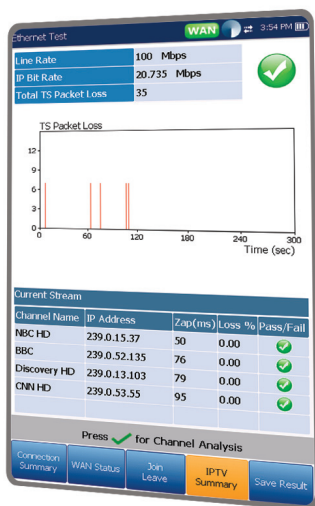 Ethernet Test WAN 3:54 PM
Line Rate 100 Mbps
IP Bit Rate 20.735 Mbps
Total TS Packet Loss 35
TS Packet Loss
12
9
6
3
0
0 60 120 180 240 300
Time (sec)
Current Stream
Channel Name IP Address Zap(ms) Loss % Pass/Fail
NBC HD 239.0.15.37 50 0.00
BBC 239.0.52.135 76 0.00
Discovery HD 239.0.13.103 79 0.00
CNN HD 239.0.53.55 95 0.00
Press for Channel Analysis
Connection Summary WAN Status Join Leave IPTV Summary Save Result